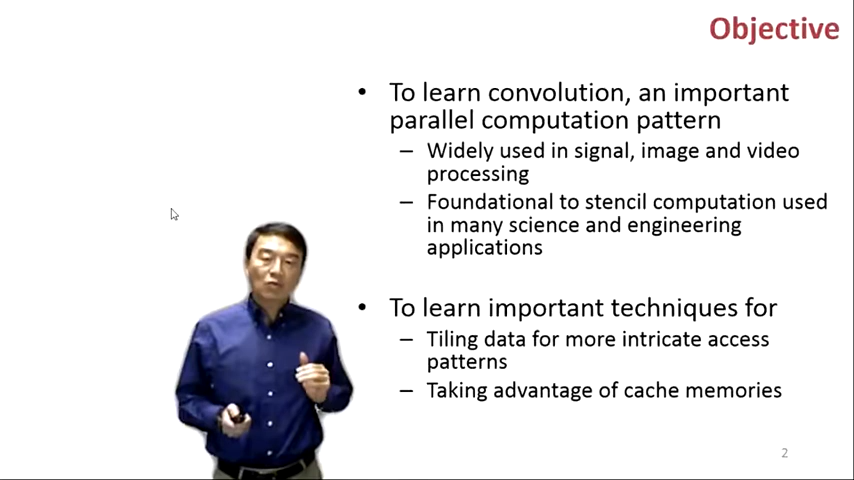 Objective
• To learn convolution, an important
parallel computation pattern
– Widely used in signal, image and video
processing
– Foundational to stencil computation used
in many science and engineering
applications
• To learn important techniques for
– Tiling data for more intricate access
patterns
– Taking advantage of cache memories
2